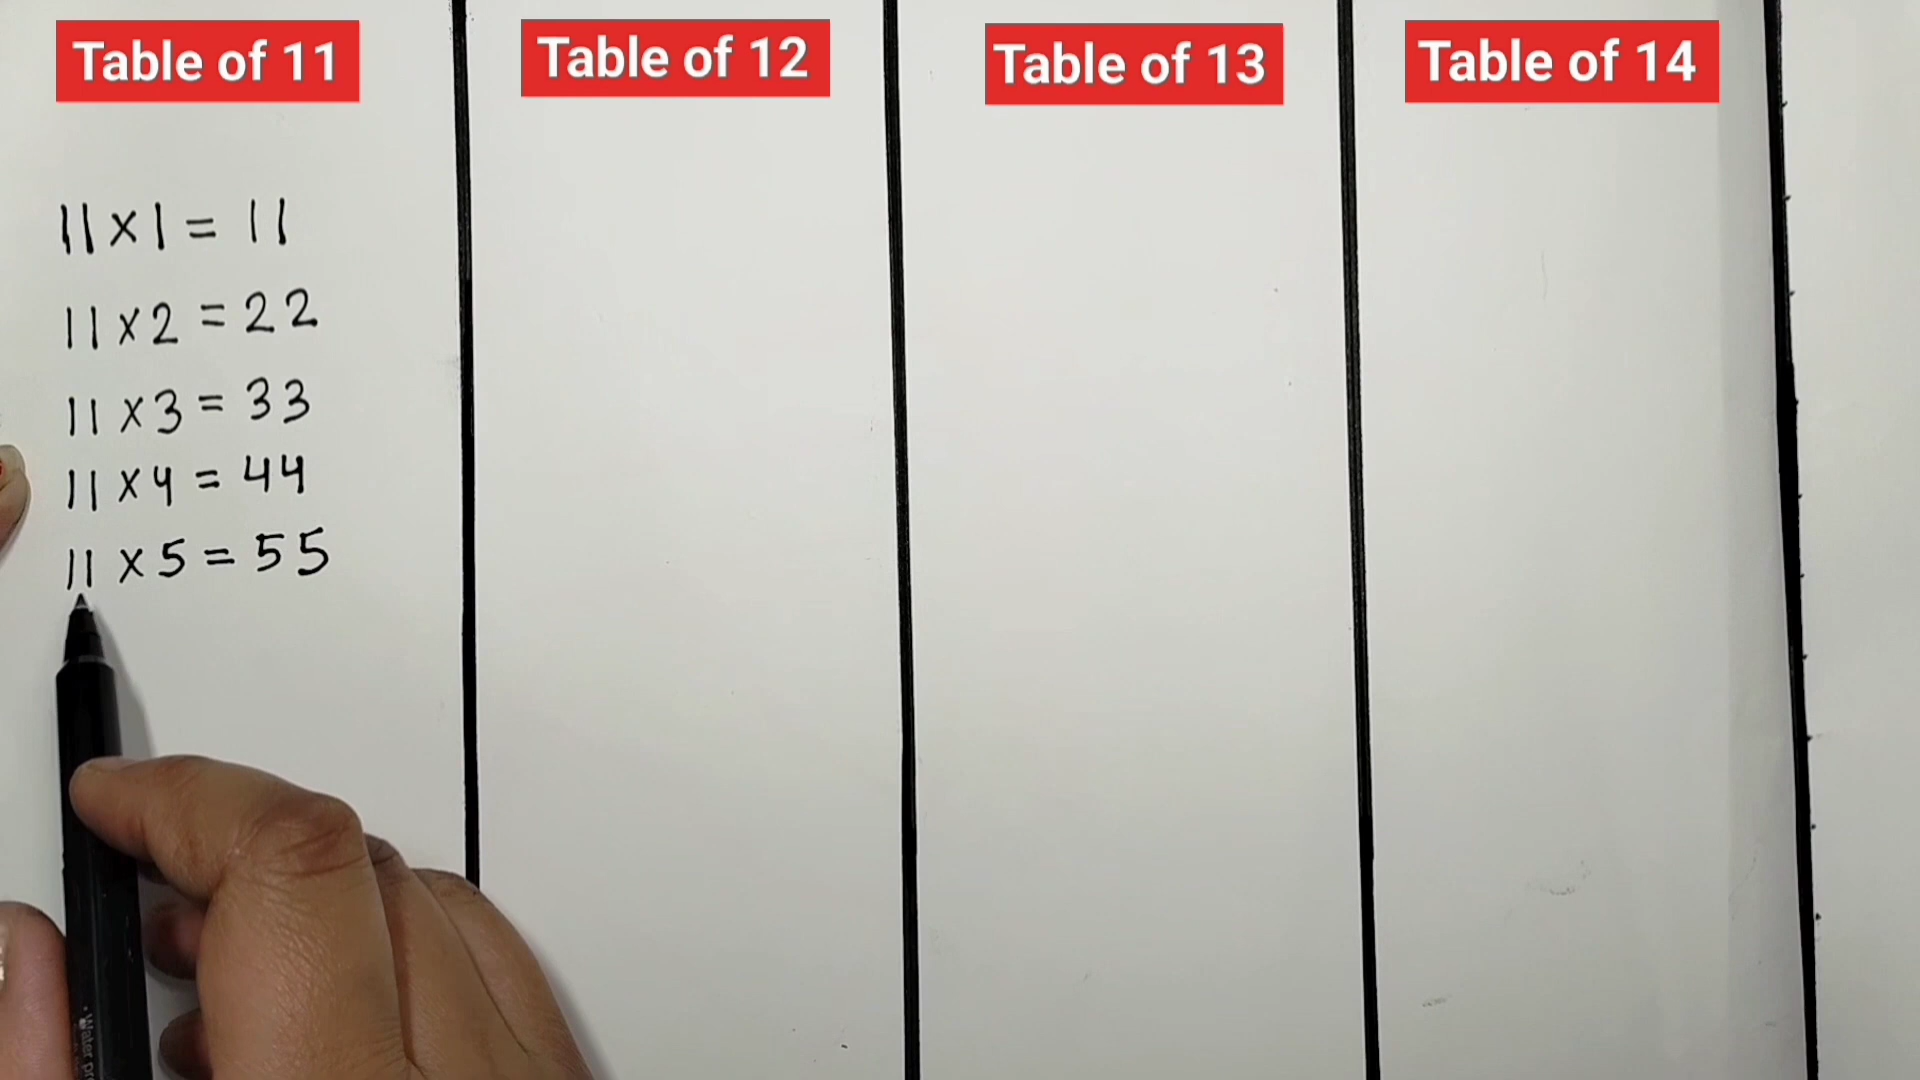 Table of 11
Table of 12
Table of 13
Table of 14
11 × 1 = 11
11 × 2 = 22
11 × 3 = 33
11 × 4 = 44
11 × 5 = 55